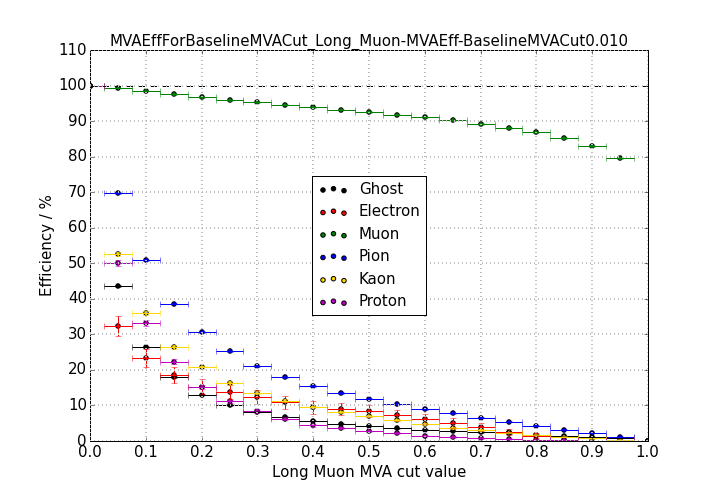 MVAEffForBaselineMVACut_Long_Muon-MVAEff-BaselineMVACut0.010
110
100
90
80
70
60
50
40
30
20
10
0
Efficiency / %
Ghost
Electron
Muon
Pion
Kaon
Proton
0.0 0.1 0.2 0.3 0.4 0.5 0.6 0.7 0.8 0.9 1.0
Long Muon MVA cut value